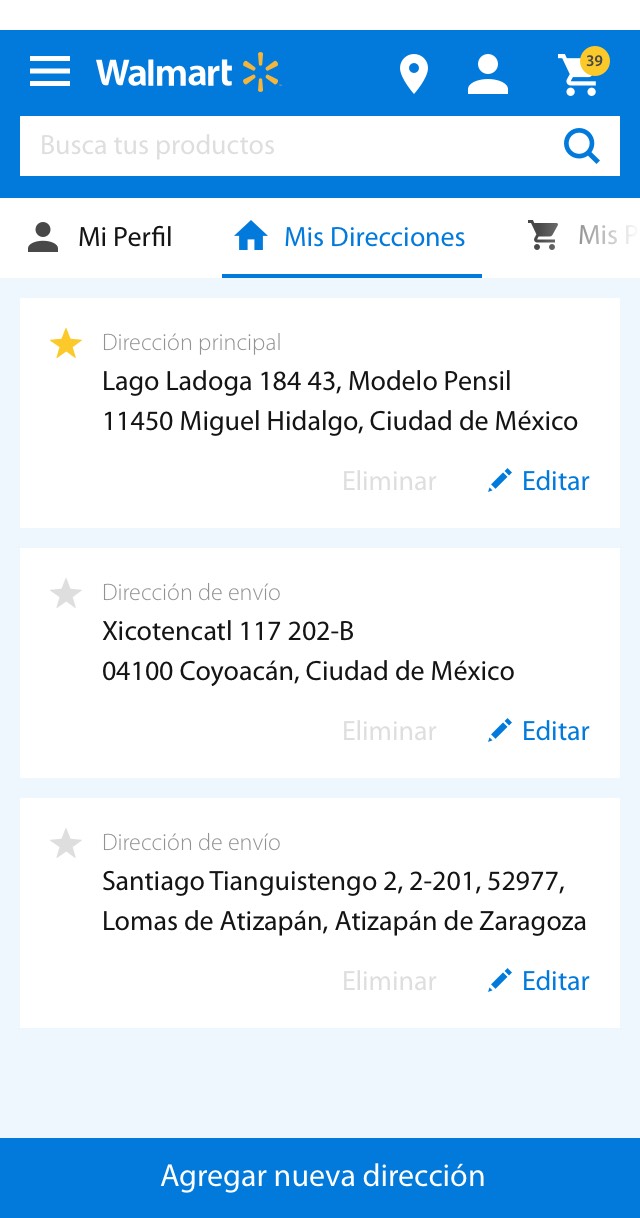 Walmart
39
Busca tus productos
Mi Perfil
Mis Direcciones
Mis P
Dirección principal
Lago Ladoga 184 43, Modelo Pensil
11450 Miguel Hidalgo, Ciudad de México
Eliminar
Editar
Dirección de envío
Xicotencatl 117 202-B
04100 Coyoacán, Ciudad de México
Eliminar
Editar
Dirección de envío
Santiago Tianguistengo 2, 2-201, 52977,
Lomas de Atizapán, Atizapán de Zaragoza
Eliminar
Editar
Agregar nueva dirección